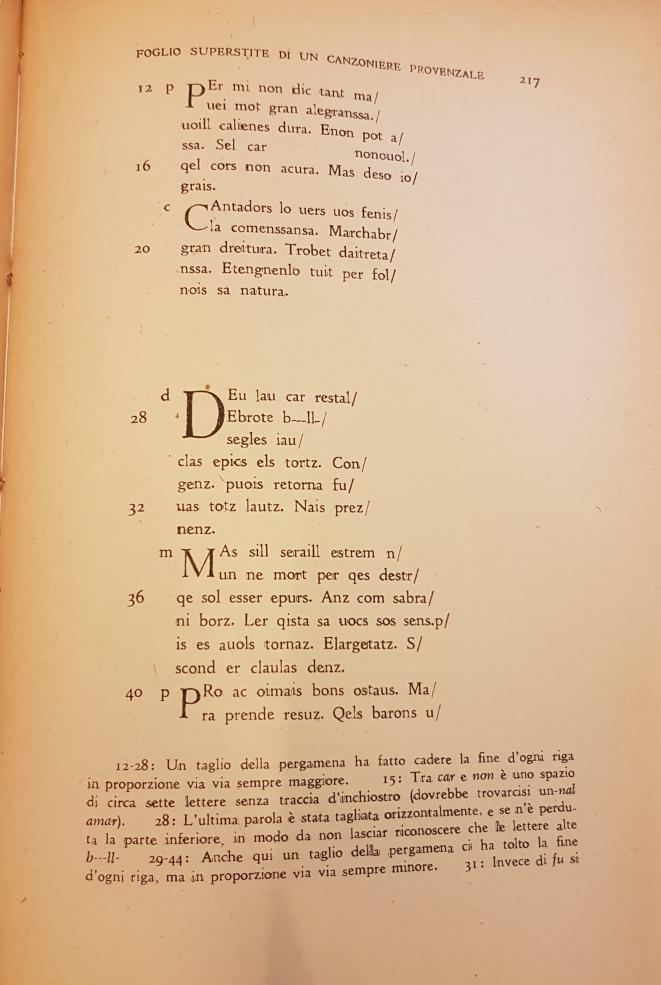 FOGLIO SUPERSTITE DI UN CANZONIERE PROVENZALE 217
12 p PEr mi non dic tant ma/
uei mot gran alegranssa./
uoill calienes dura. Enon pot a/
ssa. Sel car nonouol./
16 qel cors non acura. Mas deso io/
grais.
c CAntadors lo uers uos fenis/
la comenssansa. Marchabr/
20 gran dreitura. Trobet daitreta/
nssa. Etengnenlo tuit per fol/
nois sa natura.
d DEu lau car restal/
28 Ebrote b---ll-/
segles iau/
clas epics els tortz. Con/
genz. puois retorna fu/
32 uas totz lautz. Nais prez/
nenz.
m MAs sill seraill estrem n/
un ne mort per qes destr/
36 qe sol esser epurs. Anz com sabra/
ni borz. Ler qista sa uocs sos sens.p/
is es auols tornaz. Elargetatz. S/
scond er claulas denz.
40 p PRo ac oimais bons ostaus. Ma/
ra prende resuz. Qels barons u/
12-28: Un taglio della pergamena ha fatto cadere la fine d'ogni riga
in proporzione via via sempre maggiore. 15: Tra car e non è uno spazio
di circa sette lettere senza traccia d'inchiostro (dovrebbe trovarcisi un-nal
amar). 28: L'ultima parola è stata tagliata orizzontalmente, e se n'è perdu-
ta la parte inferiore, in modo da non lasciar riconoscere che le lettere alte
b---ll- 29-44: Anche qui un taglio della pergamena ci ha tolto la fine
d'ogni riga, ma in proporzione via via sempre minore. 31: Invece di fu si